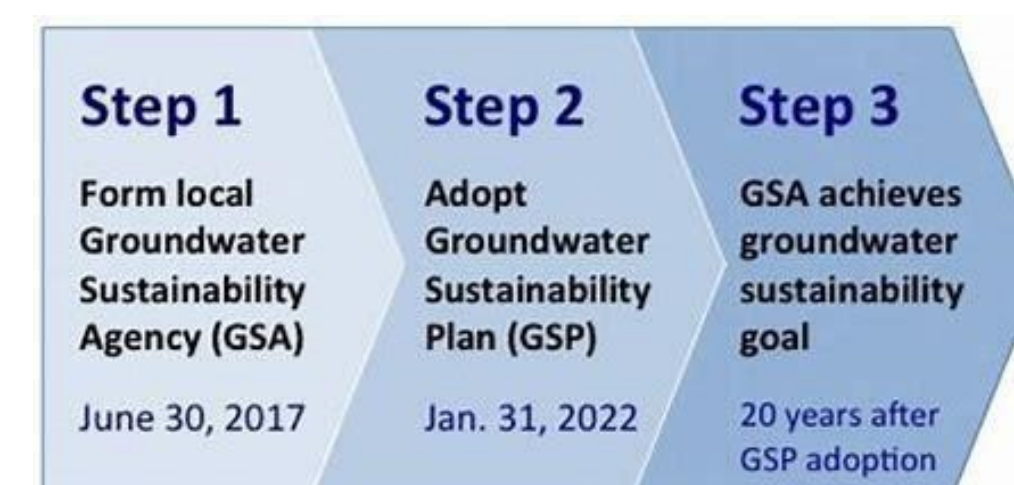 Step 1
Form local
Groundwater
Sustainability
Agency (GSA)
June 30, 2017
Step 2
Adopt
Groundwater
Sustainability
Plan (GSP)
Jan. 31, 2022
Step 3
GSA achieves
groundwater
sustainability
goal
20 years after
GSP adoption